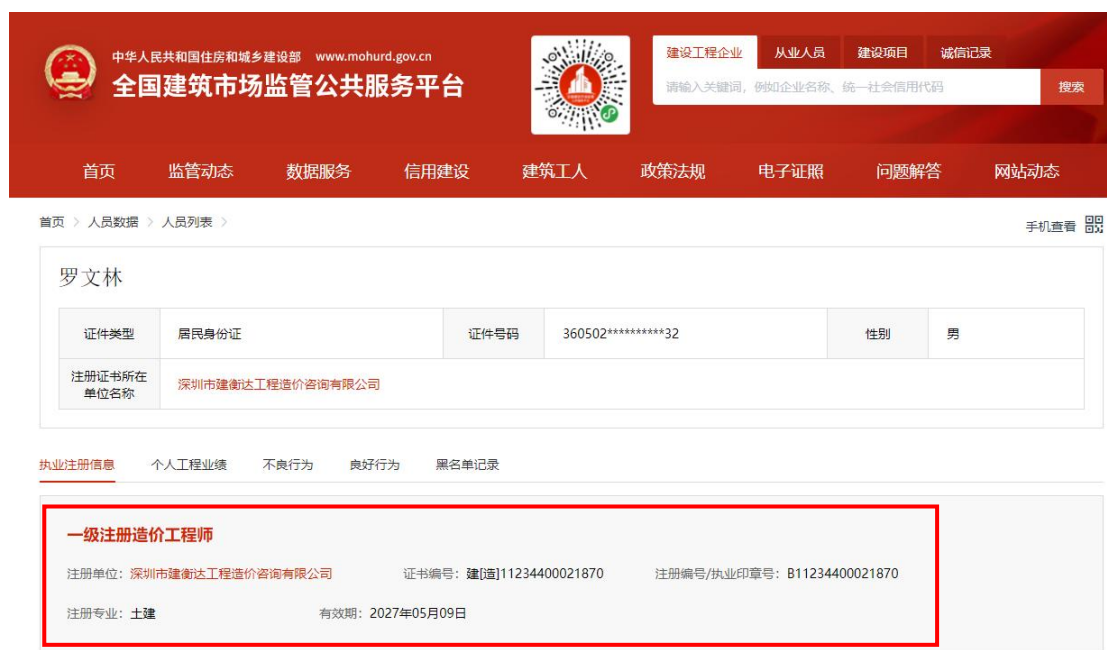 中华人民共和国住房和城乡建设部 www.mohurd.gov.cn
全国建筑市场监管公共服务平台
建设工程企业 从业人员 建设项目 诚信记录
请输入关键词，例如企业名称、统一社会信用代码 搜索
首页 监管动态 数据服务 信用建设 建筑工人 政策法规 电子证照 问题解答 网站动态
首页 > 人员数据 > 人员列表 >
手机查看
罗文林
证件类型 居民身份证 证件号码 360502**********32 性别 男
注册证书所在
单位名称
深圳市建衡达工程造价咨询有限公司
执业注册信息 个人工程业绩 不良行为 良好行为 黑名单记录
一级注册造价工程师
注册单位：深圳市建衡达工程造价咨询有限公司 证书编号：建[造]11234400021870 注册编号/执业印章号：B11234400021870
注册专业：土建 有效期：2027年05月09日